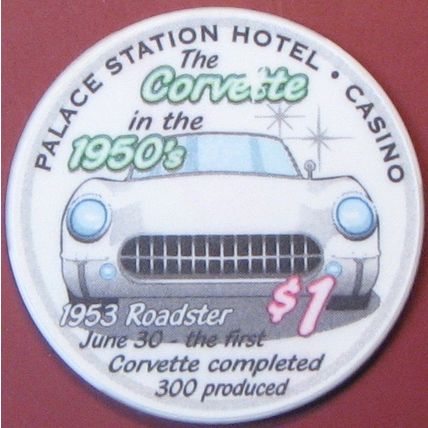 PALACE STATION HOTEL • CASINO
The
Corvette
in the
1950's
$1
1953 Roadster
June 30 - the first
Corvette completed
300 produced